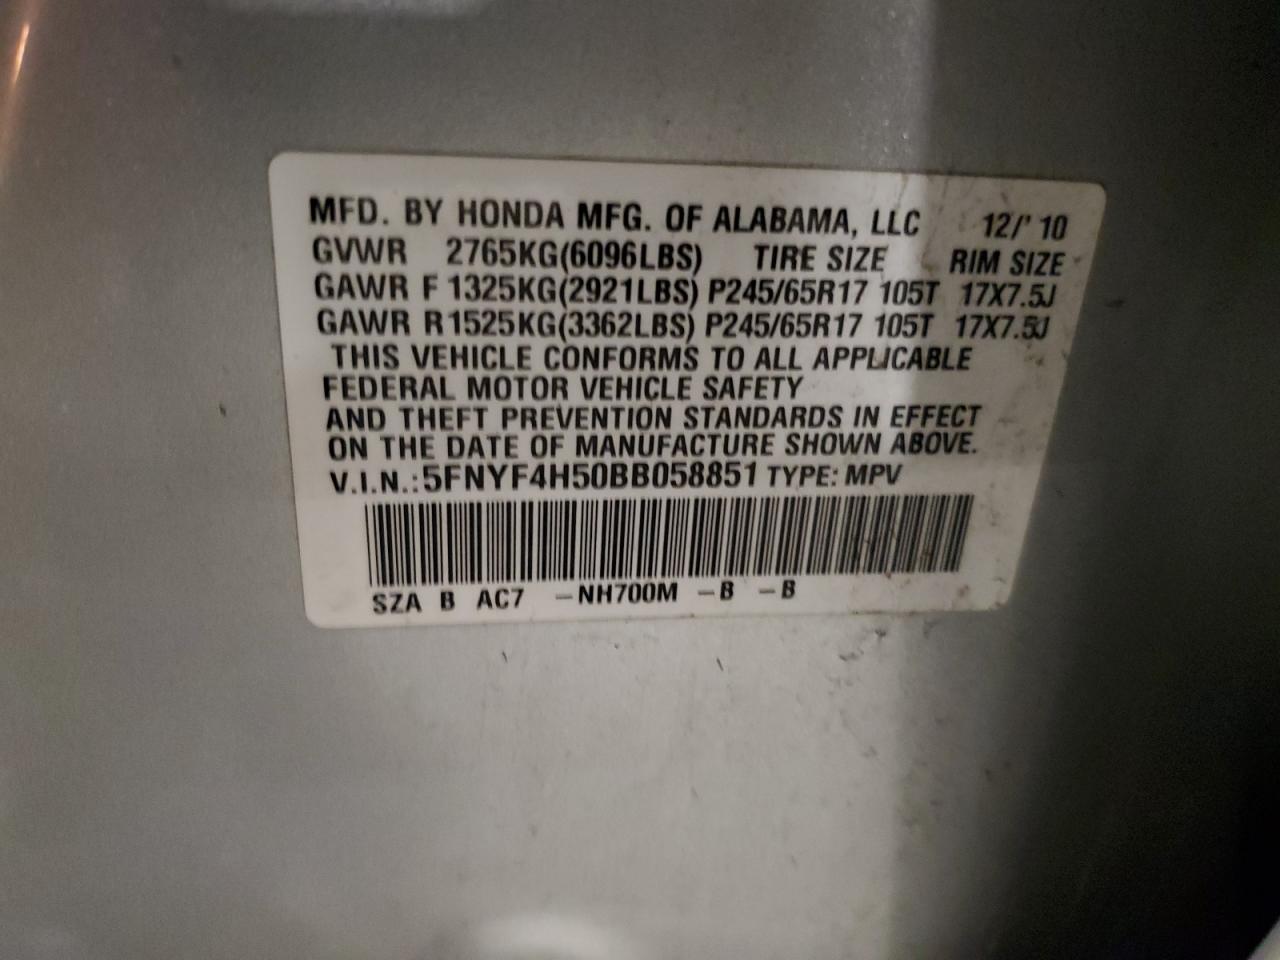 MFD. BY HONDA MFG. OF ALABAMA, LLC 12/' 10
GVWR 2765KG(6096LBS) TIRE SIZE RIM SIZE
GAWR F 1325KG(2921LBS) P245/65R17 105T 17X7.5J
GAWR R1525KG(3362LBS) P245/65R17 105T 17X7.5J
THIS VEHICLE CONFORMS TO ALL APPLICABLE
FEDERAL MOTOR VEHICLE SAFETY
AND THEFT PREVENTION STANDARDS IN EFFECT
ON THE DATE OF MANUFACTURE SHOWN ABOVE.
V.I.N.:5FNYF4H50BB058851 TYPE: MPV
SZA B AC7 –NH700M –B –B